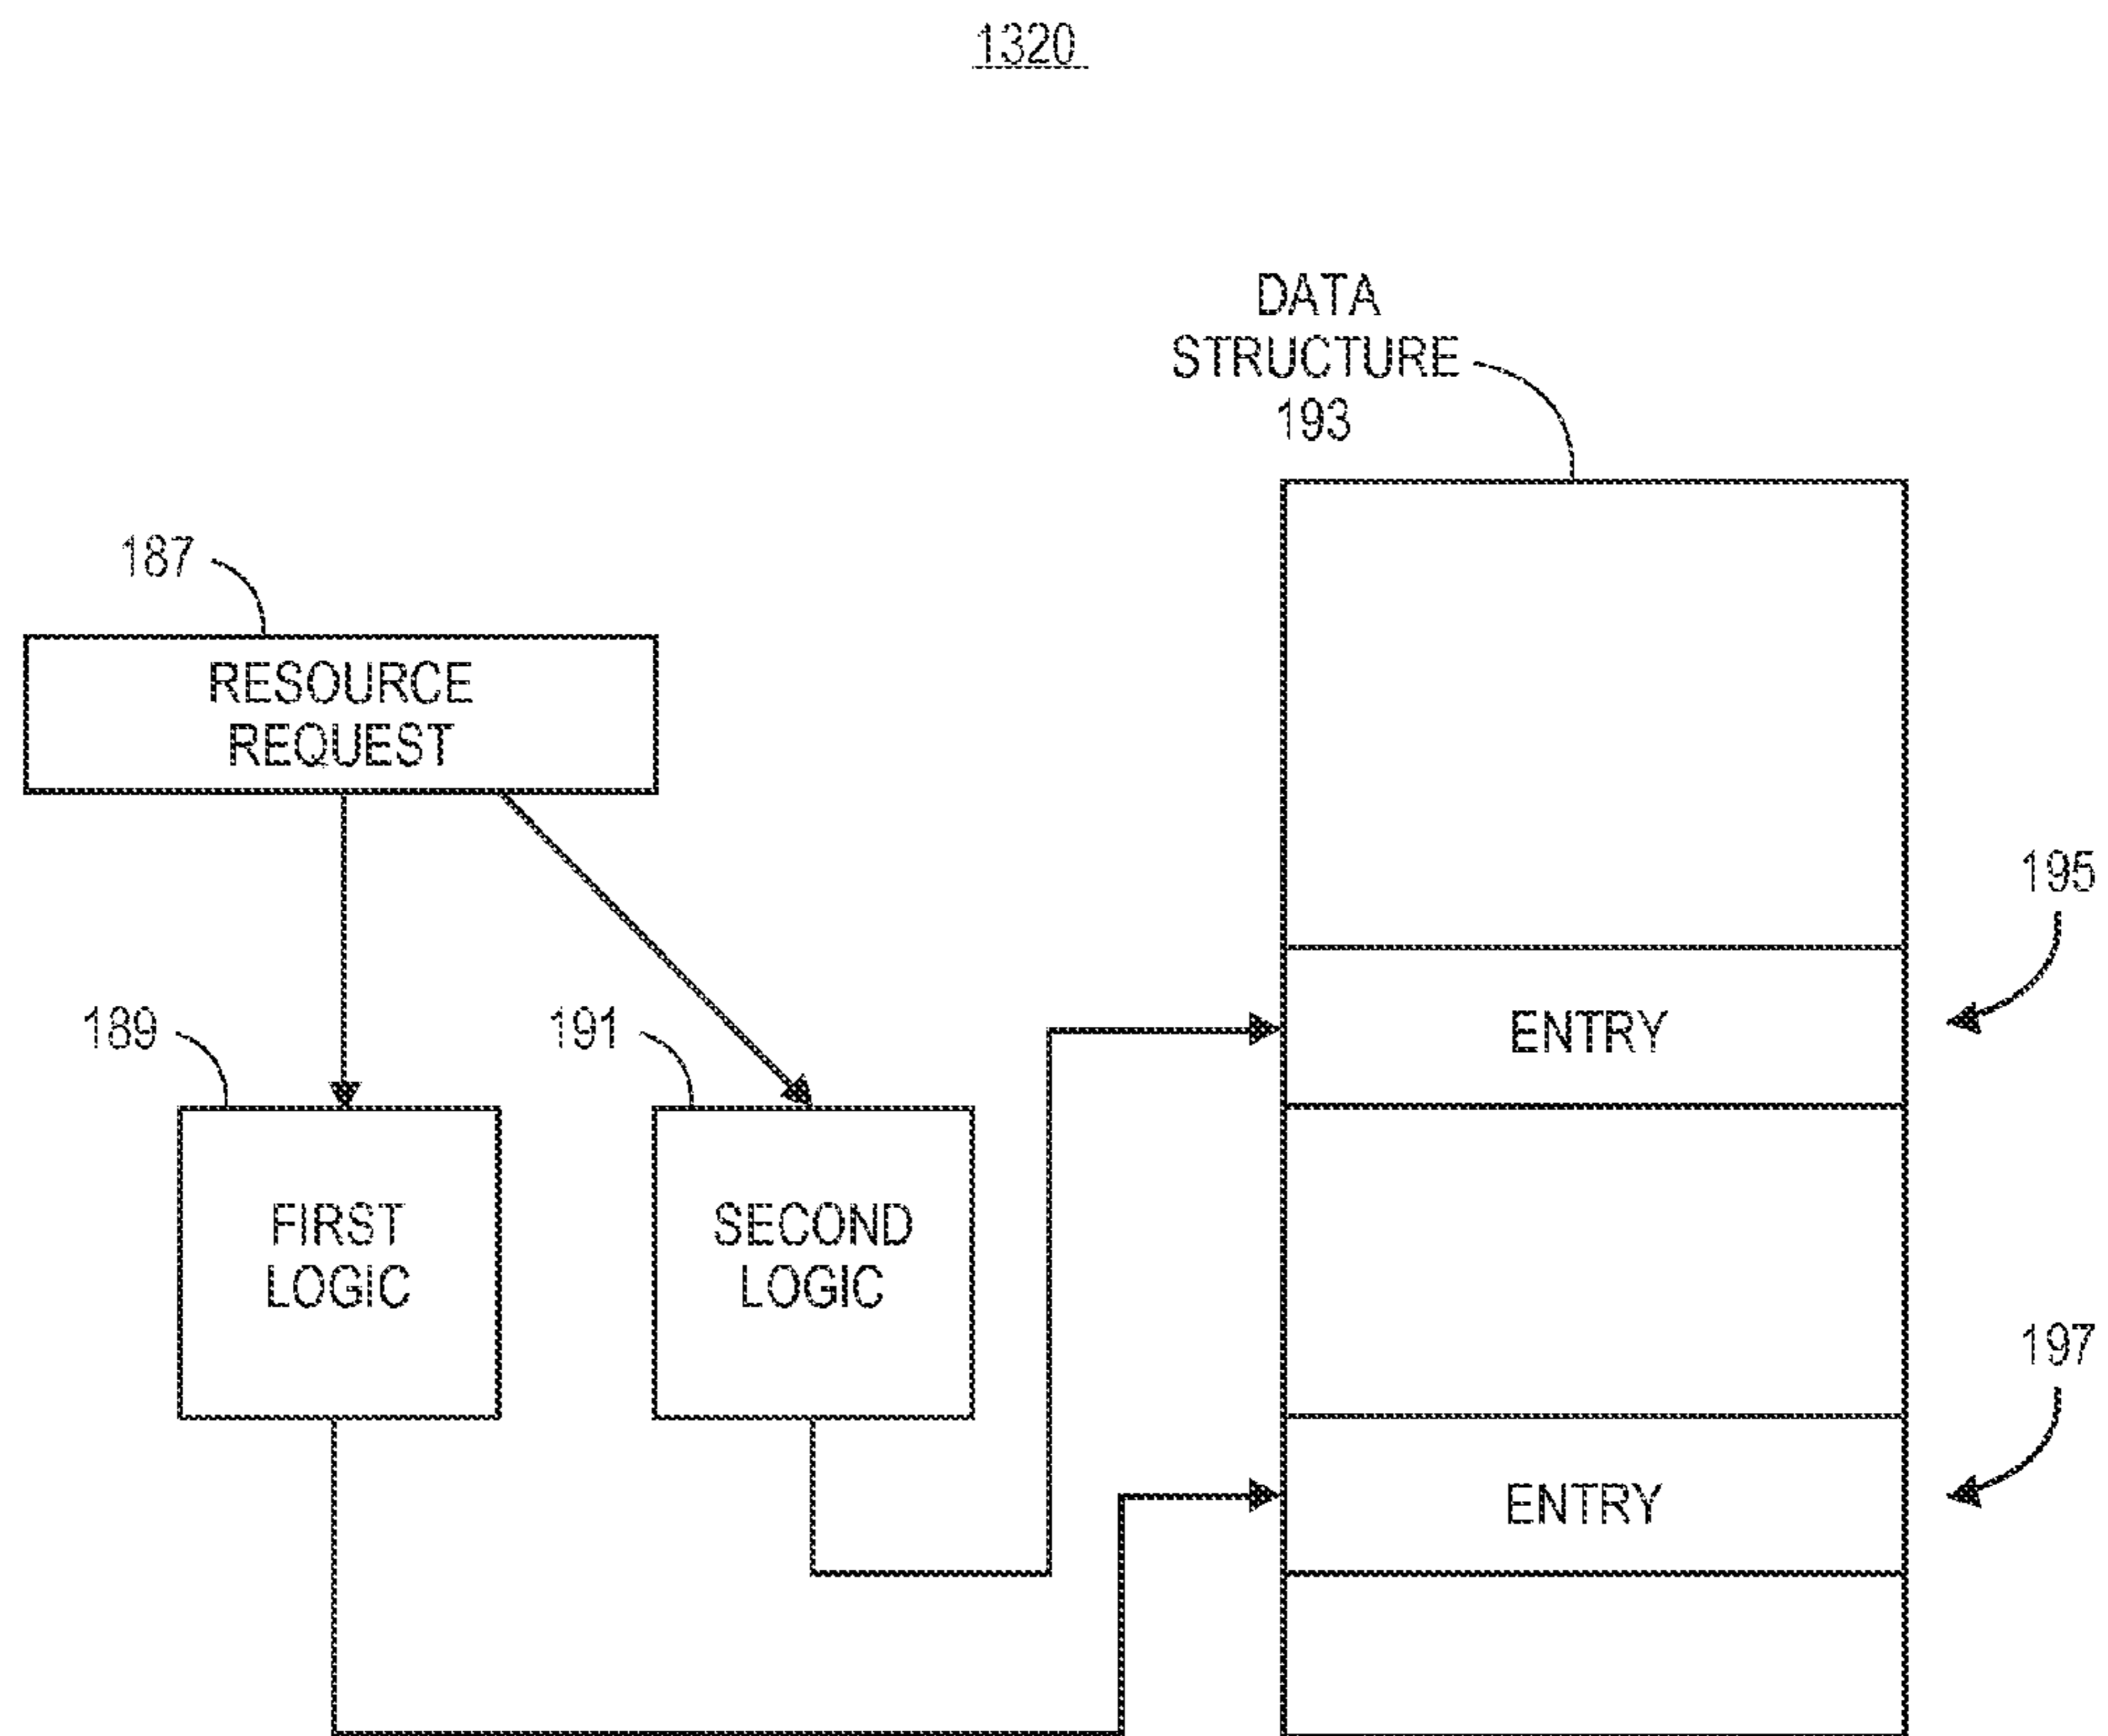 1320
DATA
STRUCTURE
193
187
RESOURCE
REQUEST
195
189
191
ENTRY
FIRST
LOGIC
SECOND
LOGIC
197
ENTRY